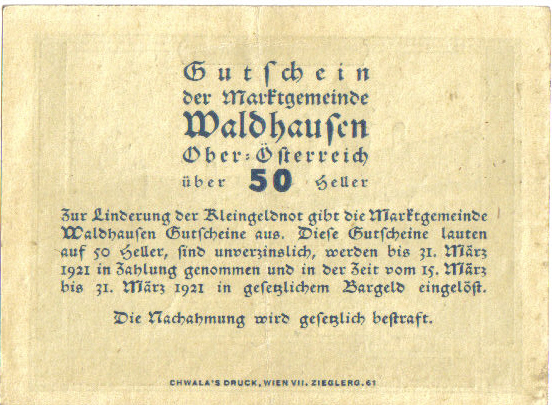 Gutschein
der Marktgemeinde
Waldhausen
Ober-Österreich
über 50 Heller
Zur Linderung der Kleingeldnot gibt die Marktgemeinde
Waldhausen Gutscheine aus. Diese Gutscheine lauten
auf 50 Heller, sind unverzinslich, werden bis 31. März
1921 in Zahlung genommen und in der Zeit vom 15. März
bis 31. März 1921 in gesetzlichem Bargeld eingelöst.
Die Nachahmung wird gesetzlich bestraft.
CHWALA'S DRUCK, WIEN VII. ZIEGLERG. 61